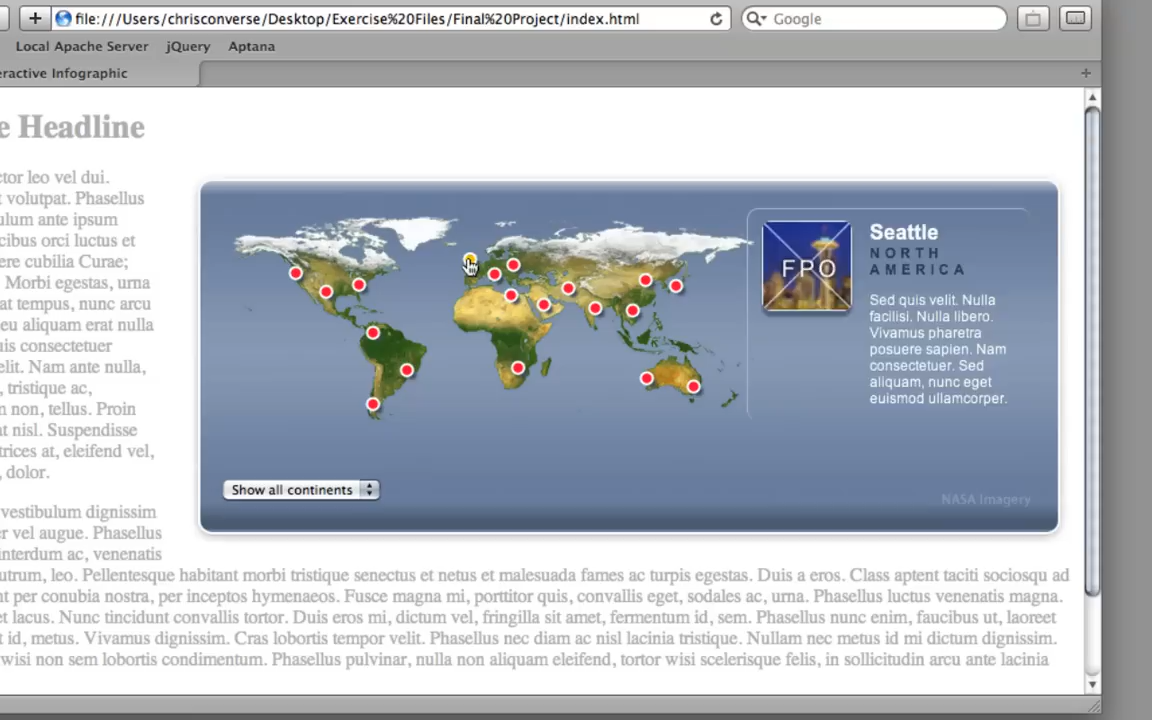 file:///Users/chrisconverse/Desktop/Exercise%20Files/Final%20Project/index.html
Google
Local Apache Server
jQuery
Aptana
eractive Infographic
e Headline
ctor leo vel dui.
t volutpat. Phasellus
ulum ante ipsum
cibus orci luctus et
ere cubilia Curae;
. Morbi egestas, urna
at tempus, nunc arcu
eu aliquam erat nulla
uis consectetuer
elit. Nam ante nulla,
, tristique ac,
m non, tellus. Proin
at nisl. Suspendisse
trices at, eleifend vel,
, dolor.
Seattle
NORTH
AMERICA
FPO
Sed quis velit. Nulla
facilisi. Nulla libero.
Vivamus pharetra
posuere sapien. Nam
consectetuer. Sed
aliquam, nunc eget
euismod ullamcorper.
Show all continents
NASA Imagery
vestibulum dignissim
er vel augue. Phasellus
interdum ac, venenatis
utrum, leo. Pellentesque habitant morbi tristique senectus et netus et malesuada fames ac turpis egestas. Duis a eros. Class aptent taciti sociosqu ad
nt per conubia nostra, per inceptos hymenaeos. Fusce magna mi, porttitor quis, convallis eget, sodales ac, urna. Phasellus luctus venenatis magna.
et lacus. Nunc tincidunt convallis tortor. Duis eros mi, dictum vel, fringilla sit amet, fermentum id, sem. Phasellus nunc enim, faucibus ut, laoreet
t id, metus. Vivamus dignissim. Cras lobortis tempor velit. Phasellus nec diam ac nisl lacinia tristique. Nullam nec metus id mi dictum dignissim.
wisi non sem lobortis condimentum. Phasellus pulvinar, nulla non aliquam eleifend, tortor wisi scelerisque felis, in sollicitudin arcu ante lacinia